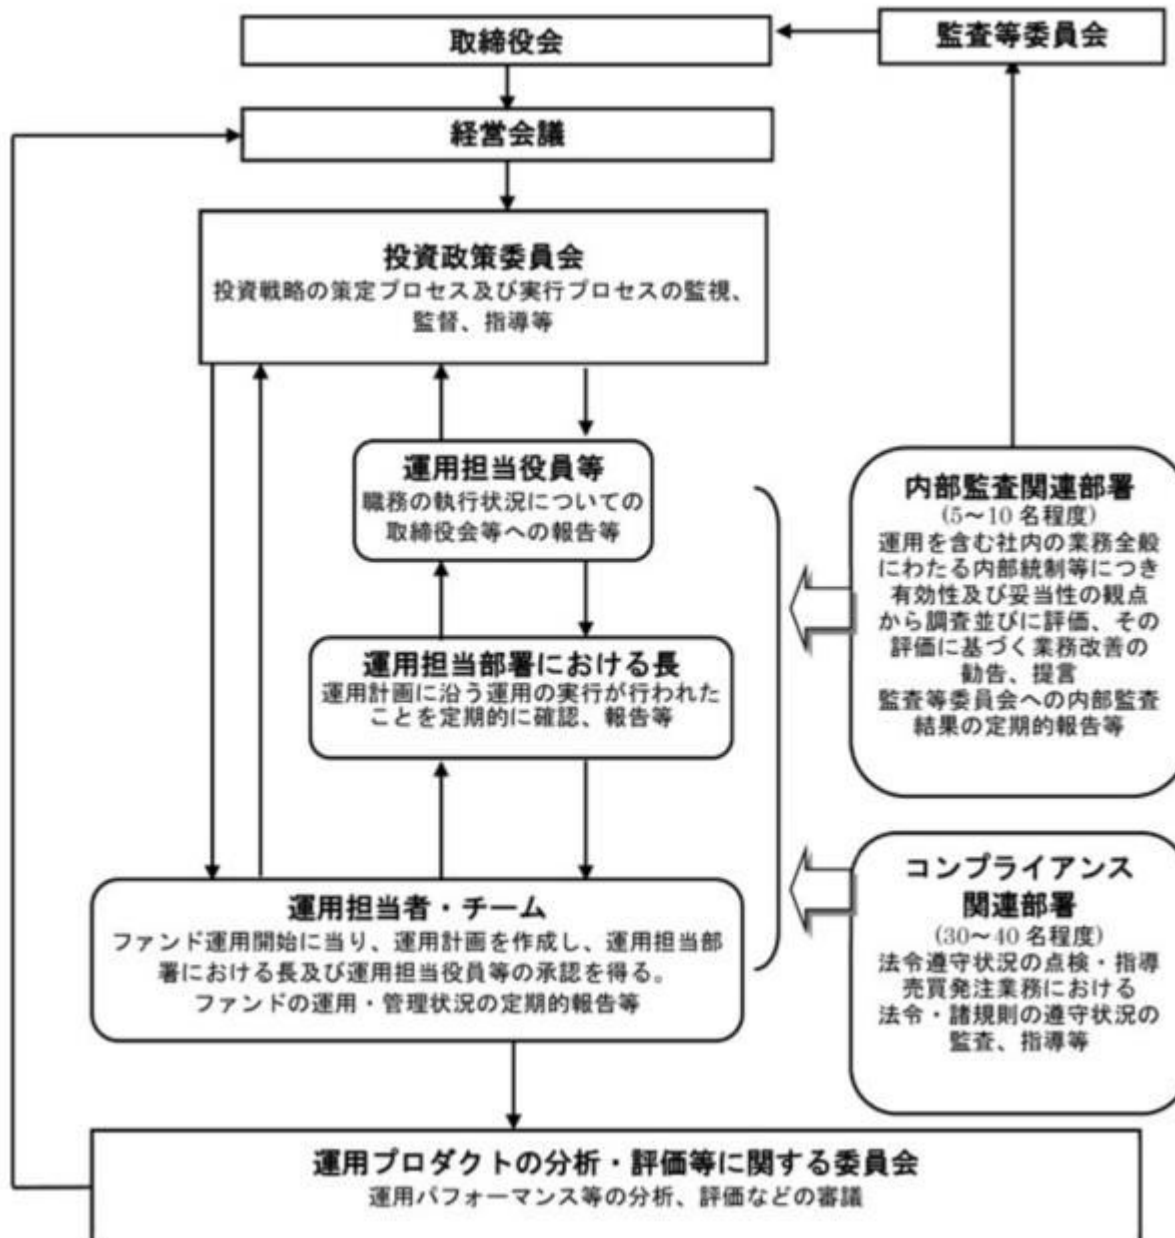 取締役会
監査等委員会
経営会議
投資政策委員会
投資戦略の策定プロセス及び実行プロセスの監視、
監督、指導等
運用担当役員等
職務の執行状況についての
取締役会等への報告等
運用担当部署における長
運用計画に沿う運用の実行が行われた
ことを定期的に確認、報告等
運用担当者・チーム
ファンド運用開始に当り、運用計画を作成し、運用担当部
署における長及び運用担当役員等の承認を得る。
ファンドの運用・管理状況の定期的報告等
内部監査関連部署
(5～10 名程度)
運用を含む社内の業務全般
にわたる内部統制等につき
有効性及び妥当性の観点
から調査並びに評価、その
評価に基づく業務改善の
勧告、提言
監査等委員会への内部監査
結果の定期的報告等
コンプライアンス
関連部署
(30～40 名程度)
法令遵守状況の点検・指導
売買発注業務における
法令・諸規則の遵守状況の
監査、指導等
運用プロダクトの分析・評価等に関する委員会
運用パフォーマンス等の分析、評価などの審議